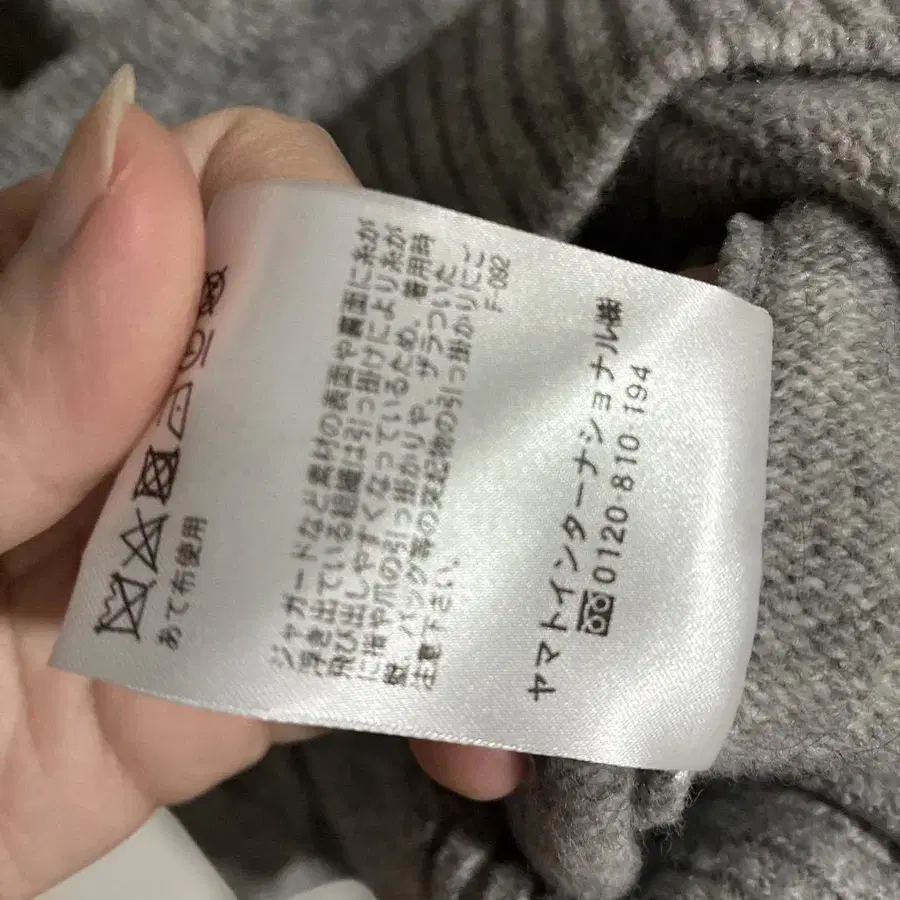 あて布使用
ジャガードなど素材の表面や裏面に糸が
浮き出ている組織は引っ掛けにより糸が
飛び出しやすくなっているため、着用時
に指や爪の引っ掛かりや、ザラついた
壁、バッグ等の突起物の引っ掛かりにご
注意下さい。
F-092
ヤマトインターナショナル㈱
0120-810-194